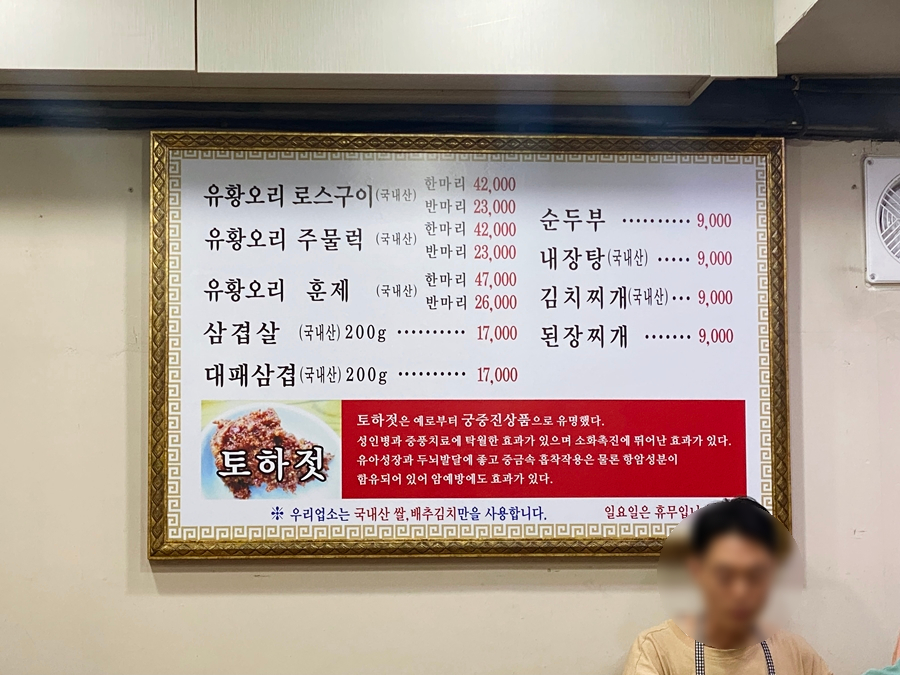 유황오리 로스구이(국내산) 한마리 42,000
반마리 23,000
유황오리 주물럭 (국내산) 한마리 42,000
반마리 23,000
유황오리 훈제 (국내산) 한마리 47,000
반마리 26,000
삼겹살 (국내산) 200g ·········· 17,000
대패삼겹(국내산) 200g ·········· 17,000
순두부 ·········· 9,000
내장탕(국내산) ····· 9,000
김치찌개(국내산)··· 9,000
된장찌개 ······· 9,000
토하젓
토하젓은 예로부터 궁중진상품으로 유명했다.
성인병과 중풍치료에 탁월한 효과가 있으며 소화촉진에 뛰어난 효과가 있다.
유아성장과 두뇌발달에 좋고 중금속 흡착작용은 물론 항암성분이
함유되어 있어 암예방에도 효과가 있다.
❉ 우리업소는 국내산 쌀,배추김치만을 사용합니다.
일요일은 휴무입니